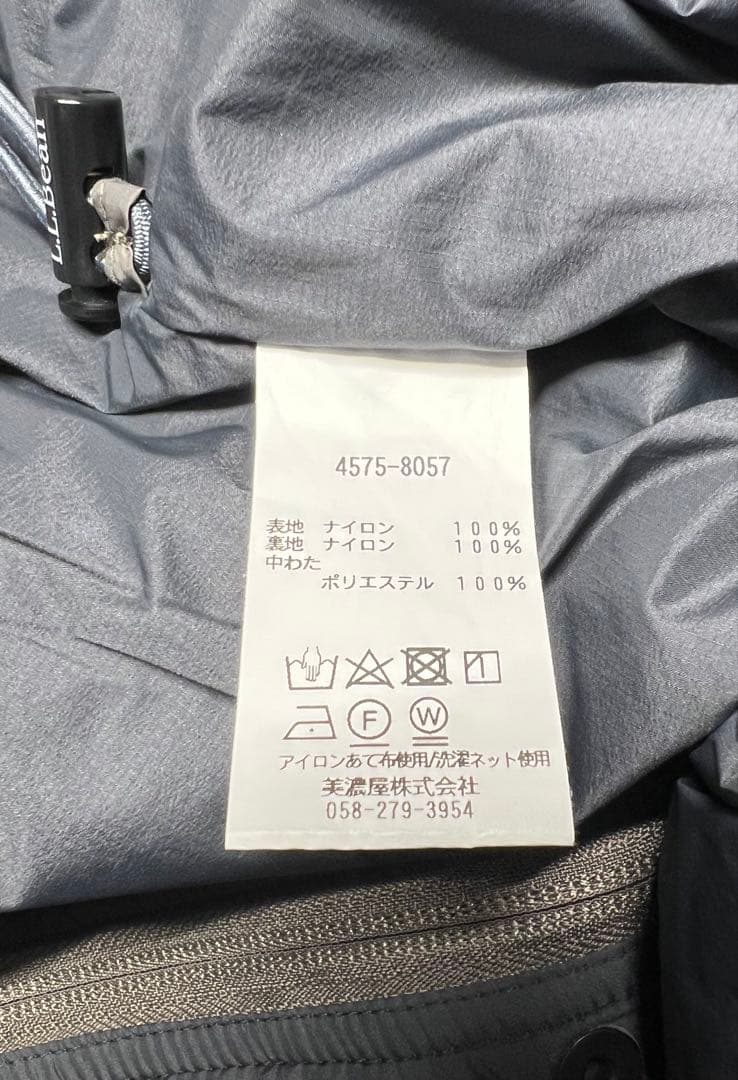 L.L.Bean
4575-8057
表地 ナイロン 100%
裏地 ナイロン 100%
中わた
ポリエステル 100%
1
F W
アイロンあて布使用/洗濯ネット使用
美濃屋株式会社
058-279-3954